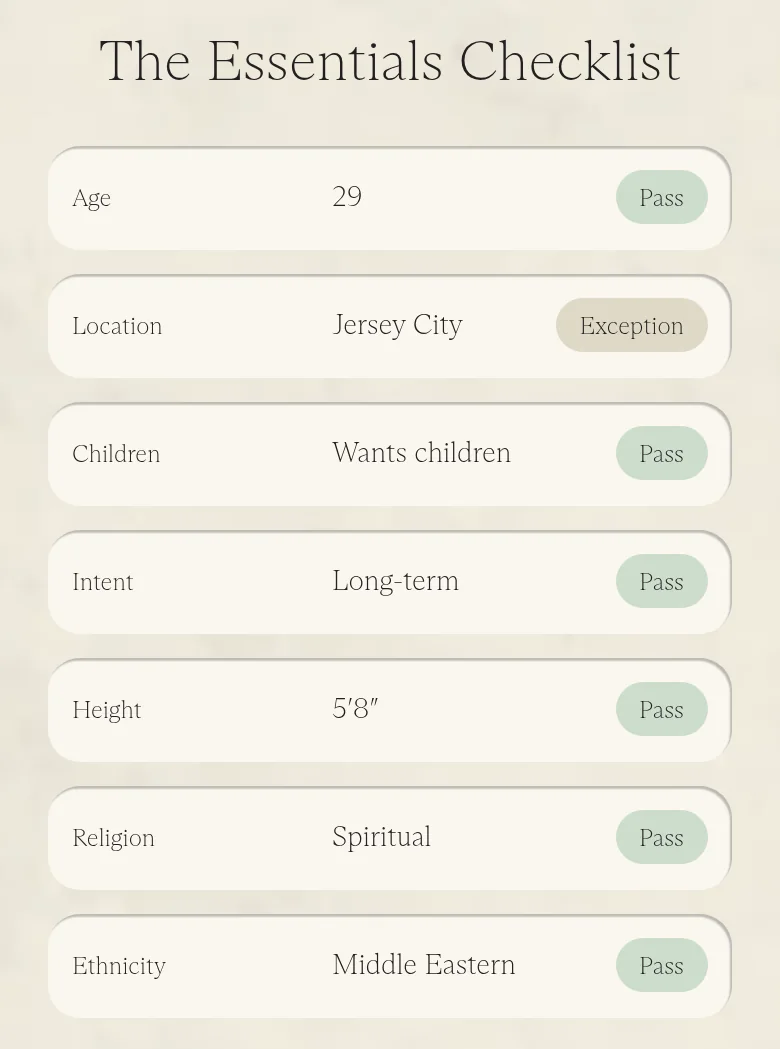 The Essentials Checklist
Age 29 Pass
Location Jersey City Exception
Children Wants children Pass
Intent Long-term Pass
Height 5′8″ Pass
Religion Spiritual Pass
Ethnicity Middle Eastern Pass